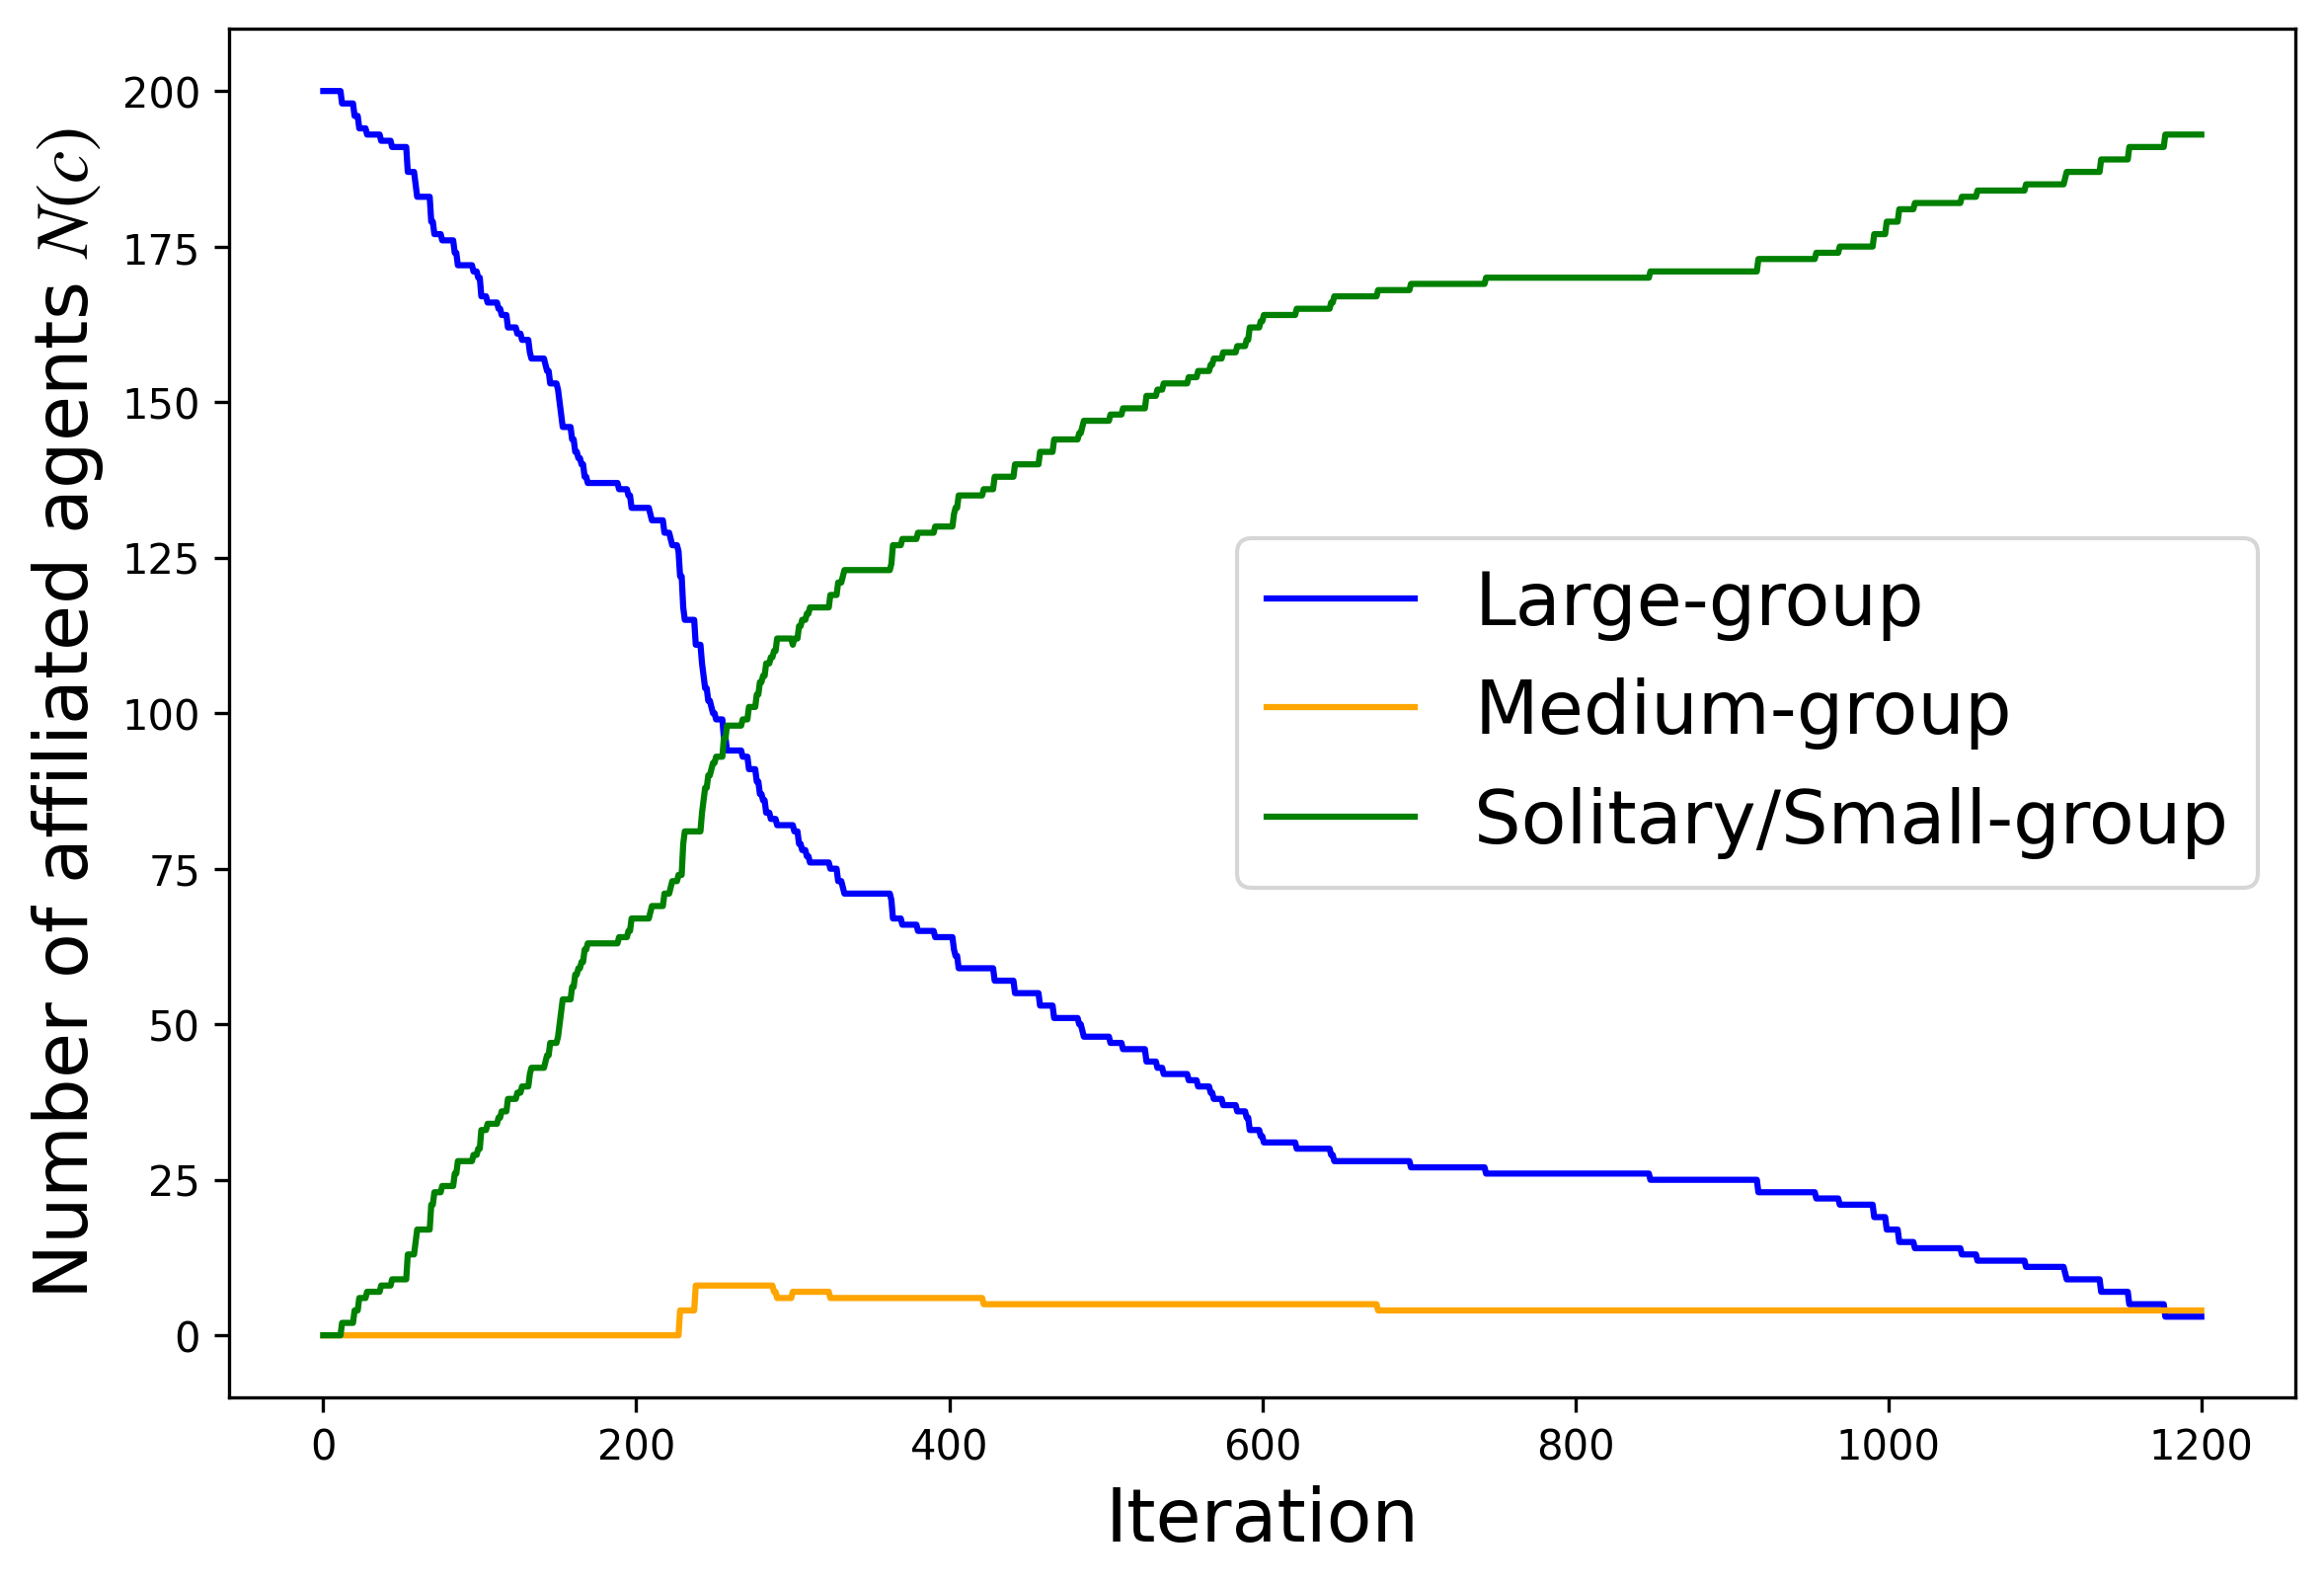 Number of affiliated agents N(c)
200
175
150
125
100
75
50
25
0
Large-group
Medium-group
Solitary/Small-group
0 200 400 600 800 1000 1200
Iteration